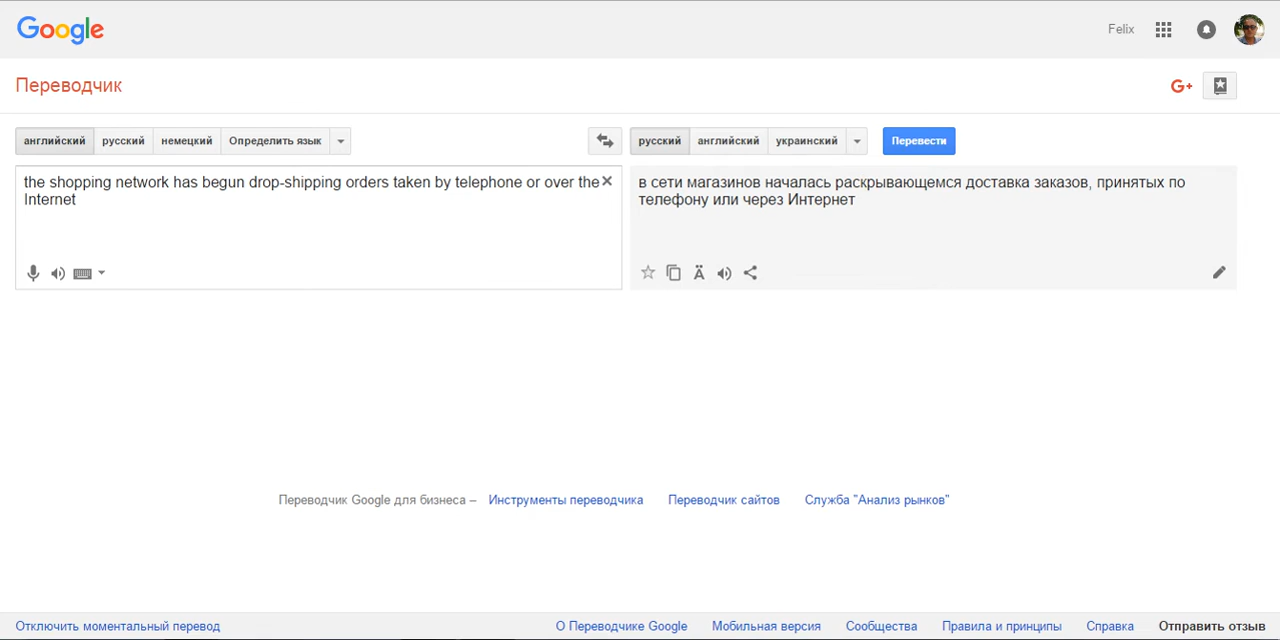 Google
Felix
Переводчик
G+
английский русский немецкий Определить язык
русский английский украинский Перевести
the shopping network has begun drop-shipping orders taken by telephone or over the
Internet
в сети магазинов началась раскрывающемся доставка заказов, принятых по
телефону или через Интернет
Ä
Переводчик Google для бизнеса – Инструменты переводчика Переводчик сайтов Служба "Анализ рынков"
Отключить моментальный перевод О Переводчике Google Мобильная версия Сообщества Правила и принципы Справка Отправить отзыв